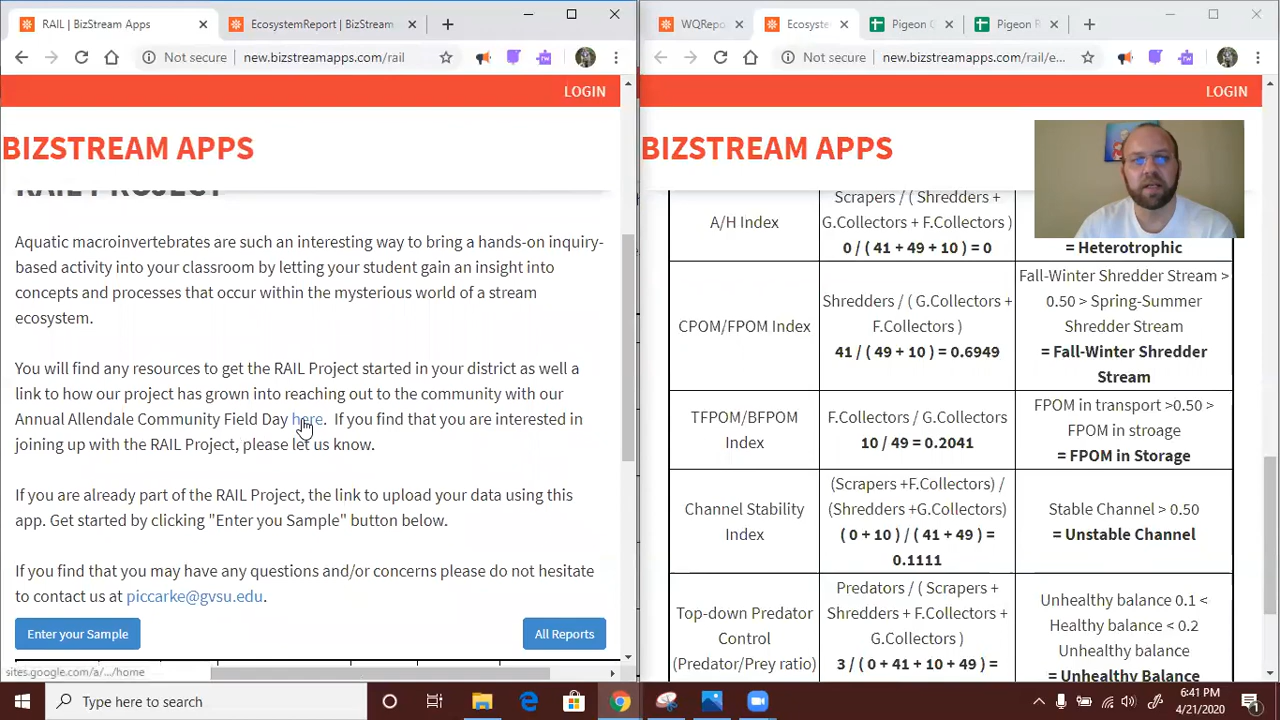 RAIL | BizStream Apps
EcosystemReport | BizStream
Not secure
new.bizstreamapps.com/rail
LOGIN
BIZSTREAM APPS
RAIL PROJECT
Aquatic macroinvertebrates are such an interesting way to bring a hands-on inquiry-
based activity into your classroom by letting your student gain an insight into
concepts and processes that occur within the mysterious world of a stream
ecosystem.
You will find any resources to get the RAIL Project started in your district as well a
link to how our project has grown into reaching out to the community with our
Annual Allendale Community Field Day here. If you find that you are interested in
joining up with the RAIL Project, please let us know.
If you are already part of the RAIL Project, the link to upload your data using this
app. Get started by clicking "Enter you Sample" button below.
If you find that you may have any questions and/or concerns please do not hesitate
to contact us at piccarke@gvsu.edu.
Enter your Sample
All Reports
sites.google.com/a/.../home
WQRepo
Ecosyste
Pigeon C
Pigeon R
Not secure
new.bizstreamapps.com/rail/e...
LOGIN
BIZSTREAM APPS
A/H Index
Scrapers / ( Shredders +
G.Collectors + F.Collectors )
0 / ( 41 + 49 + 10 ) = 0
= Heterotrophic
CPOM/FPOM Index
Shredders / ( G.Collectors +
F.Collectors )
41 / ( 49 + 10 ) = 0.6949
Fall-Winter Shredder Stream >
0.50 > Spring-Summer
Shredder Stream
= Fall-Winter Shredder
Stream
TFPOM/BFPOM
Index
F.Collectors / G.Collectors
10 / 49 = 0.2041
FPOM in transport >0.50 >
FPOM in stroage
= FPOM in Storage
Channel Stability
Index
(Scrapers +F.Collectors) /
(Shredders +G.Collectors)
( 0 + 10 ) / ( 41 + 49 ) =
0.1111
Stable Channel > 0.50
= Unstable Channel
Top-down Predator
Control
(Predator/Prey ratio)
Predators / ( Scrapers +
Shredders + F.Collectors +
G.Collectors )
3 / ( 0 + 41 + 10 + 49 ) =
Unhealthy balance 0.1 <
Healthy balance < 0.2
Unhealthy balance
= Unhealthy Balance
Type here to search
6:41 PM
4/21/2020